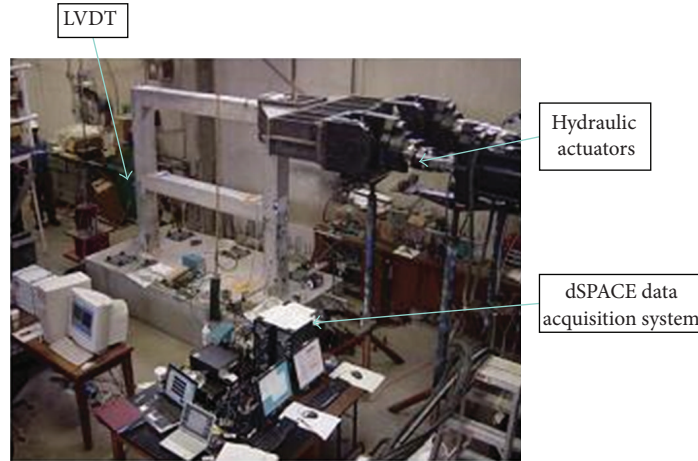 LVDT
Hydraulic
actuators
dSPACE data
acquisition system